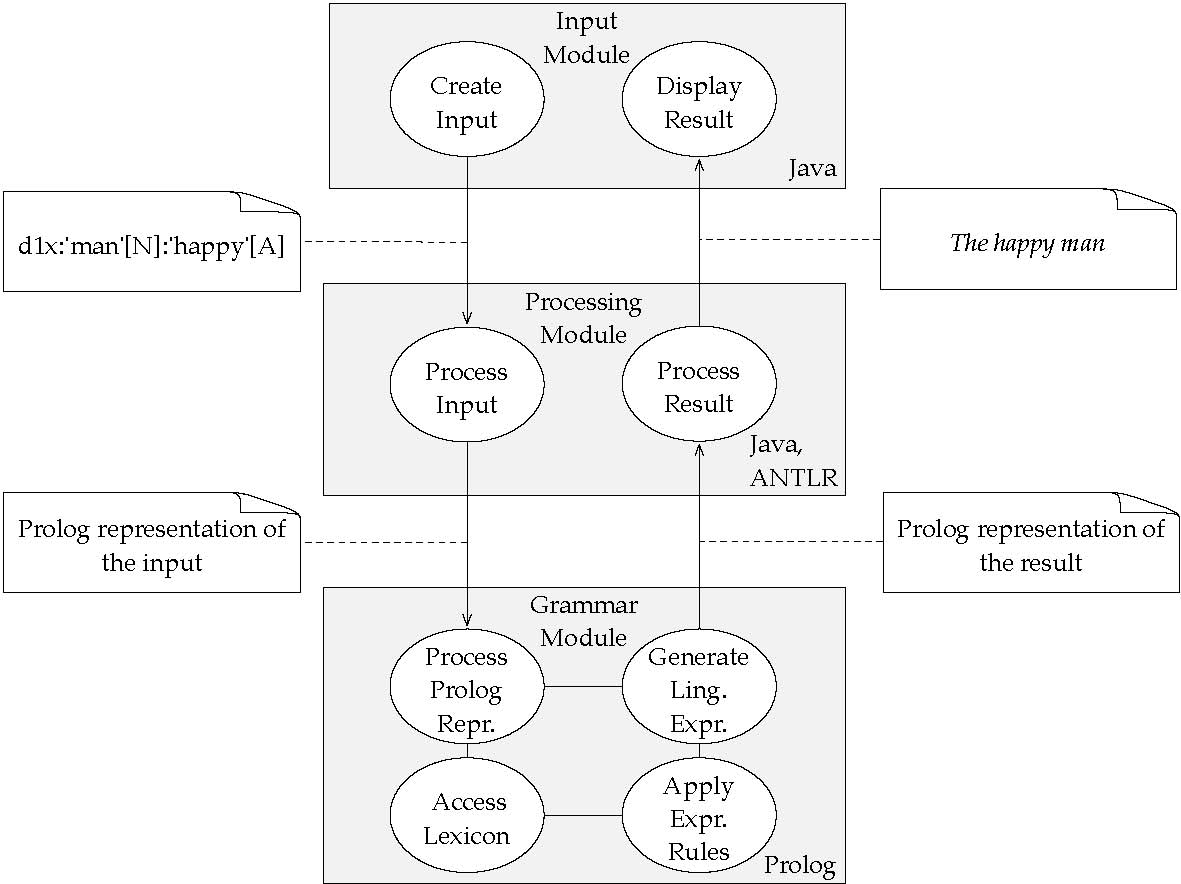 Input
Module
Create
Input
Display
Result
Java
d1x:'man'[N]:'happy'[A]
The happy man
Processing
Module
Process
Input
Process
Result
Java,
ANTLR
Prolog representation of
the input
Prolog representation of
the result
Grammar
Module
Process
Prolog
Repr.
Generate
Ling.
Expr.
Access
Lexicon
Apply
Expr.
Rules
Prolog